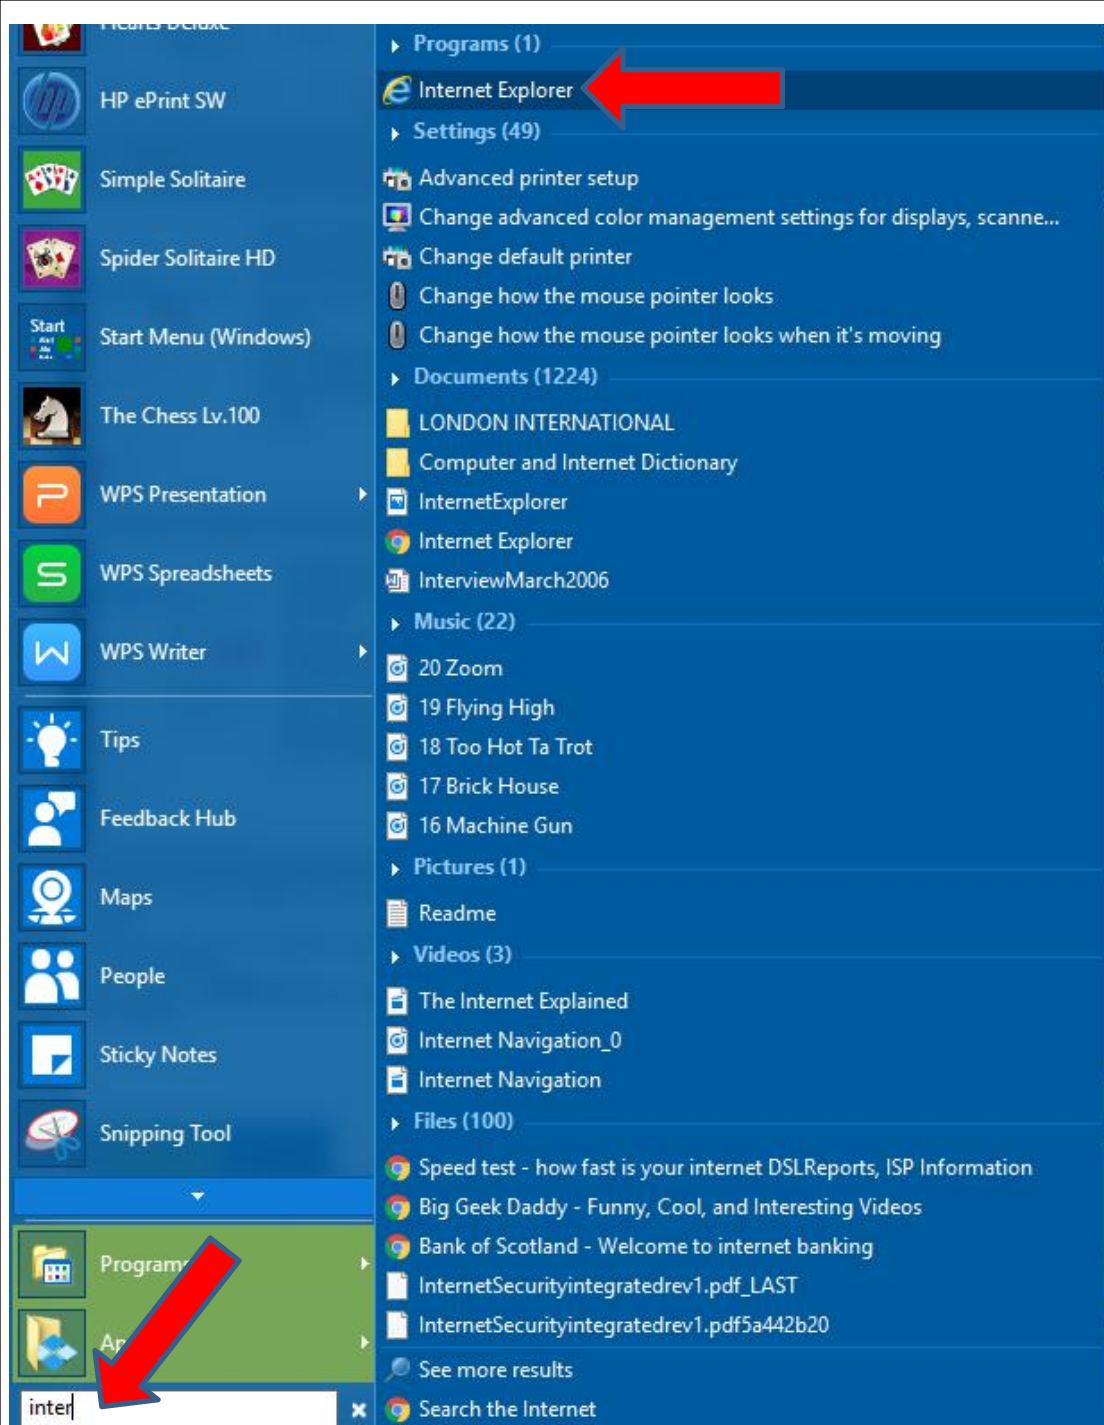 Hearts Deluxe
HP ePrint SW
Simple Solitaire
Spider Solitaire HD
Start
Start Menu (Windows)
The Chess Lv.100
WPS Presentation
WPS Spreadsheets
WPS Writer
Tips
Feedback Hub
Maps
People
Sticky Notes
Snipping Tool
Programs
inter
Programs (1)
Internet Explorer
Settings (49)
Advanced printer setup
Change advanced color management settings for displays, scanne...
Change default printer
Change how the mouse pointer looks
Change how the mouse pointer looks when it's moving
Documents (1224)
LONDON INTERNATIONAL
Computer and Internet Dictionary
InternetExplorer
Internet Explorer
InterviewMarch2006
Music (22)
20 Zoom
19 Flying High
18 Too Hot Ta Trot
17 Brick House
16 Machine Gun
Pictures (1)
Readme
Videos (3)
The Internet Explained
Internet Navigation_0
Internet Navigation
Files (100)
Speed test - how fast is your internet DSLReports, ISP Information
Big Geek Daddy - Funny, Cool, and Interesting Videos
Bank of Scotland - Welcome to internet banking
InternetSecurityintegratedrev1.pdf_LAST
InternetSecurityintegratedrev1.pdf5a442b20
See more results
Search the Internet